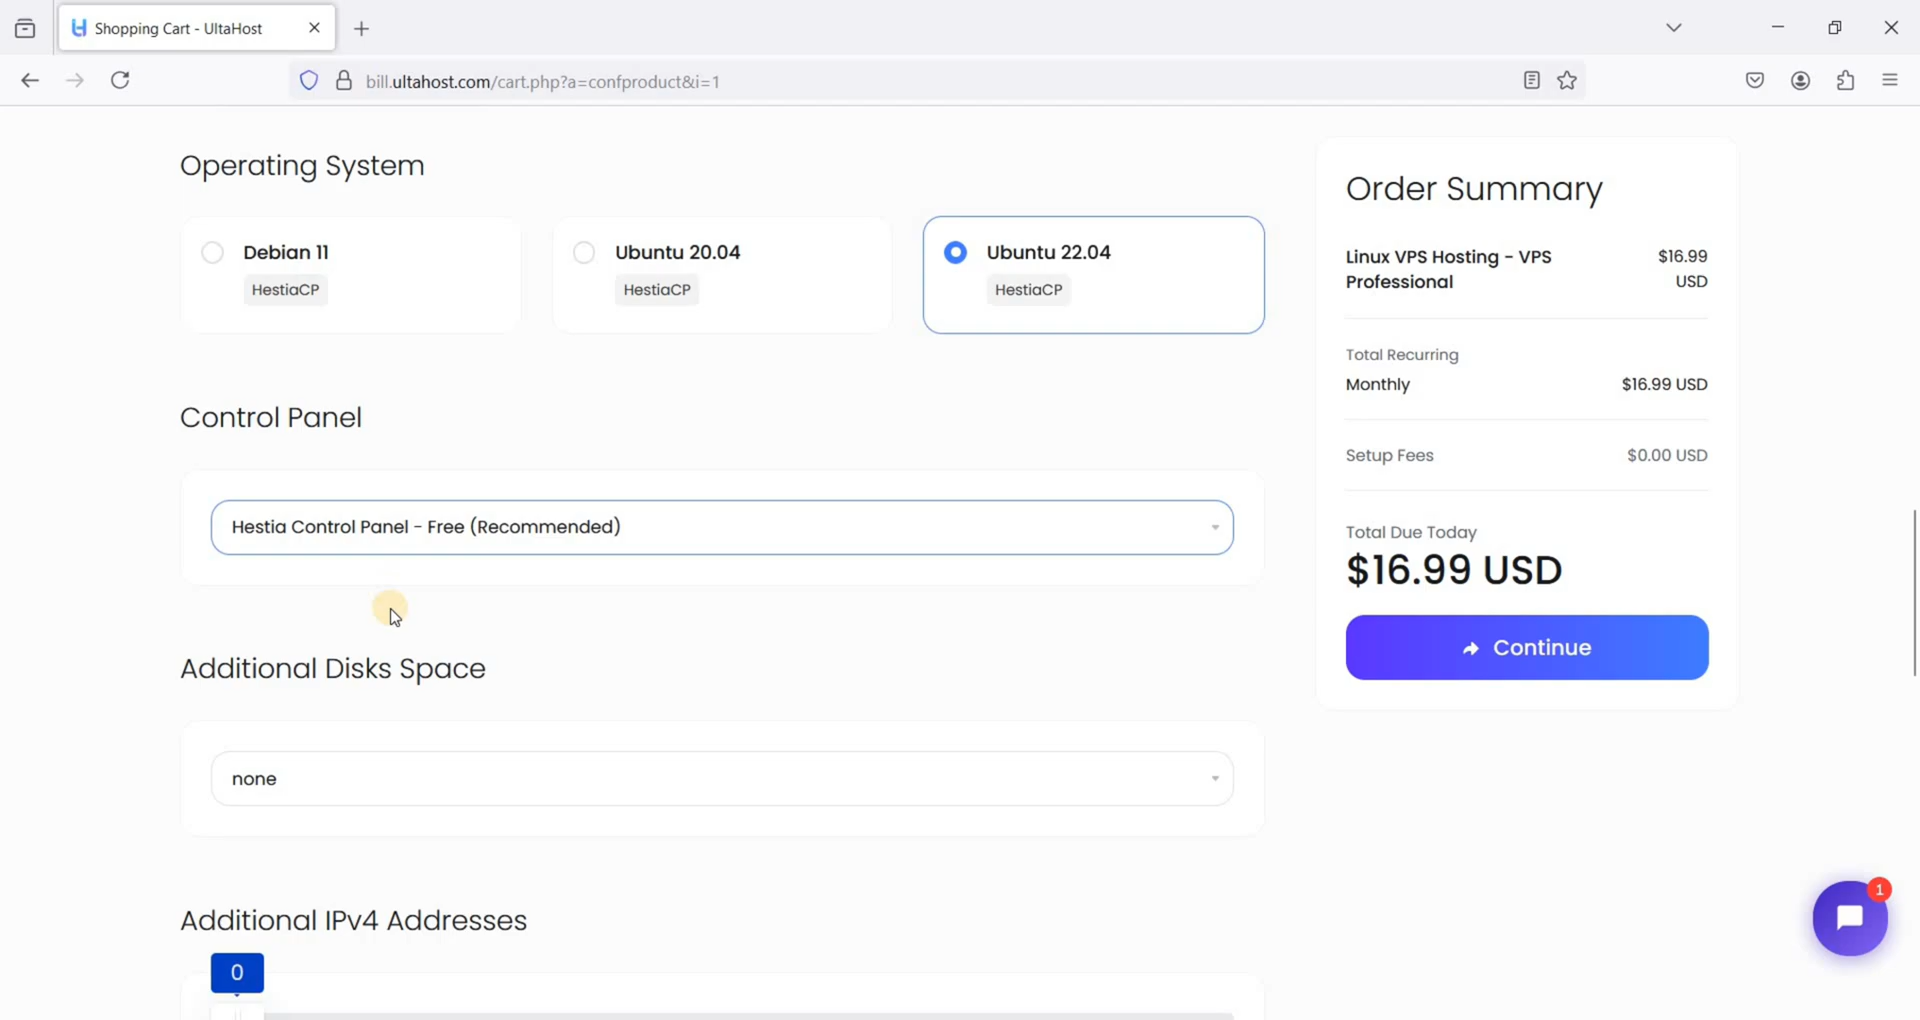 Shopping Cart - UltaHost
bill.ultahost.com/cart.php?a=confproduct&i=1
Operating System
Debian 11
HestiaCP
Ubuntu 20.04
HestiaCP
Ubuntu 22.04
HestiaCP
Control Panel
Hestia Control Panel - Free (Recommended)
Additional Disks Space
none
Additional IPv4 Addresses
0
Order Summary
Linux VPS Hosting - VPS $16.99
Professional USD
Total Recurring
Monthly $16.99 USD
Setup Fees $0.00 USD
Total Due Today
$16.99 USD
Continue
1